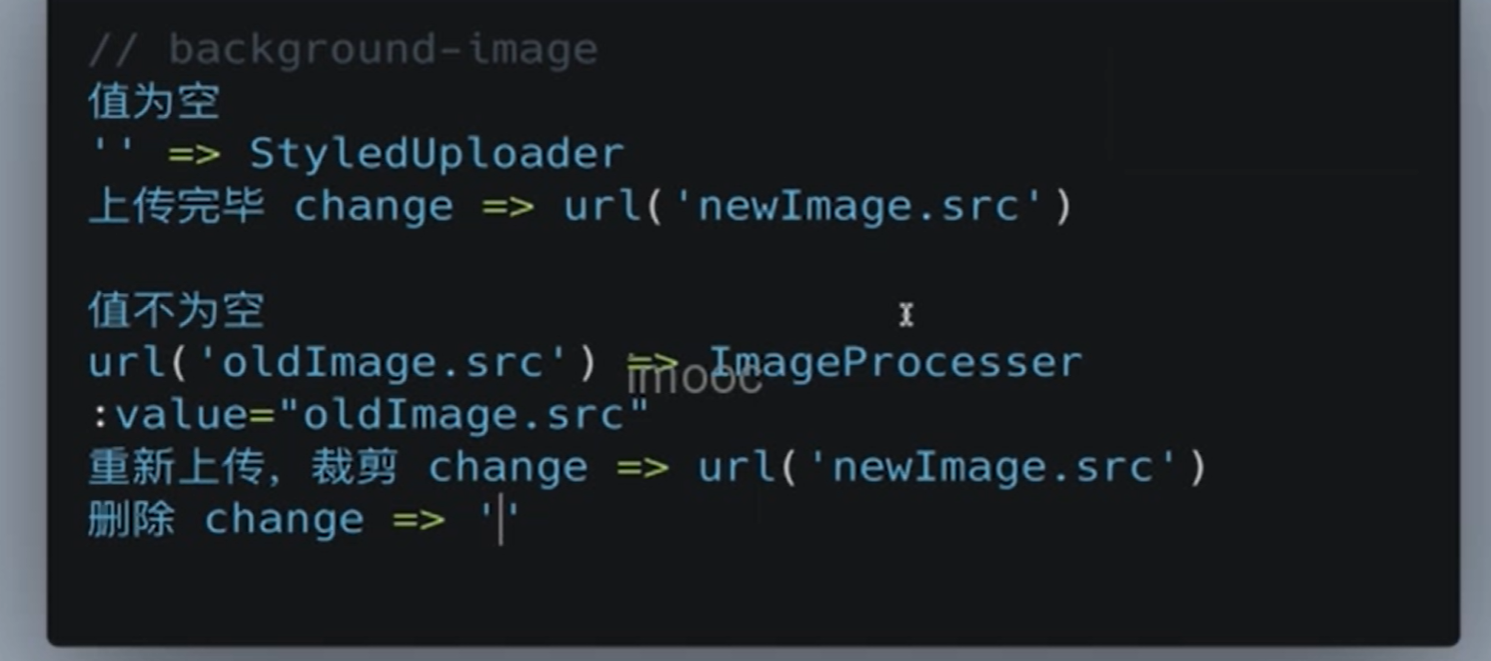 // background-image
值为空
'' => StyledUploader
上传完毕 change => url('newImage.src')
值不为空
url('oldImage.src') => ImageProcesser
imooc
:value="oldImage.src"
重新上传, 裁剪 change => url('newImage.src')
删除 change => ''